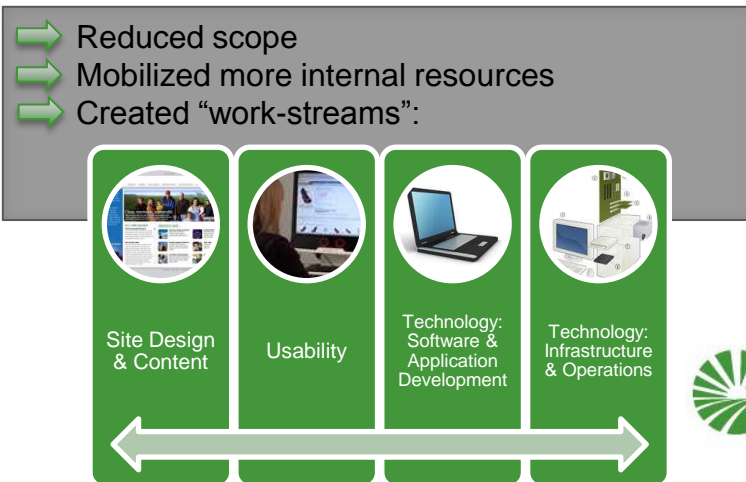 Reduced scope
Mobilized more internal resources
Created “work-streams”:
Site Design
& Content
Usability
Technology:
Software &
Application
Development
Technology:
Infrastructure
& Operations